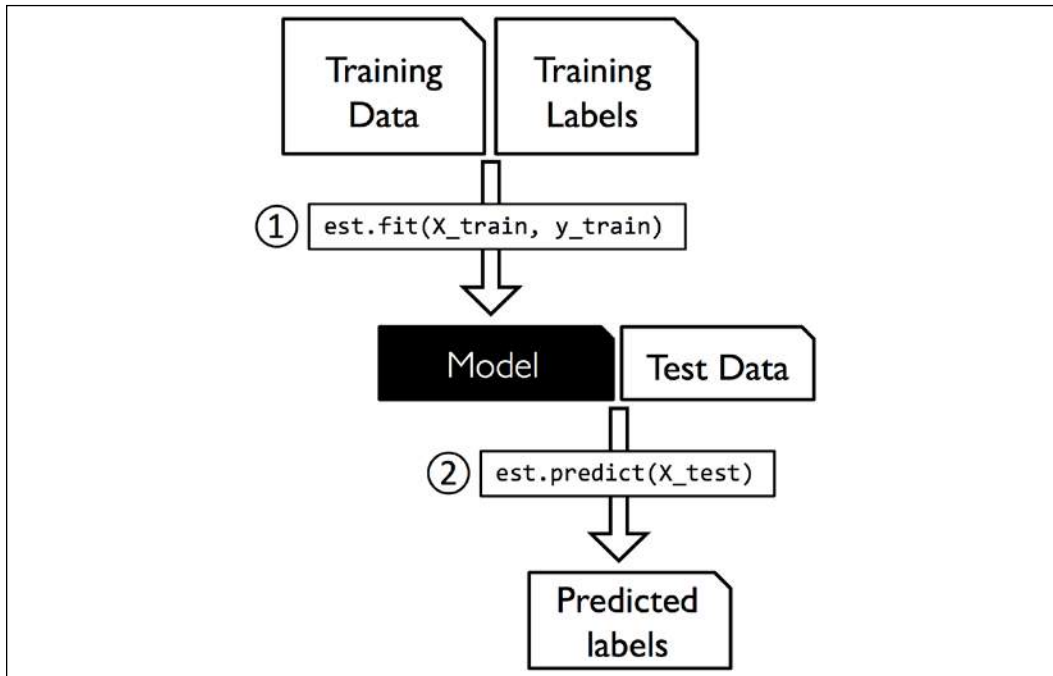 Training
Data
Training
Labels
① est.fit(X_train, y_train)
Model
Test Data
② est.predict(X_test)
Predicted
labels